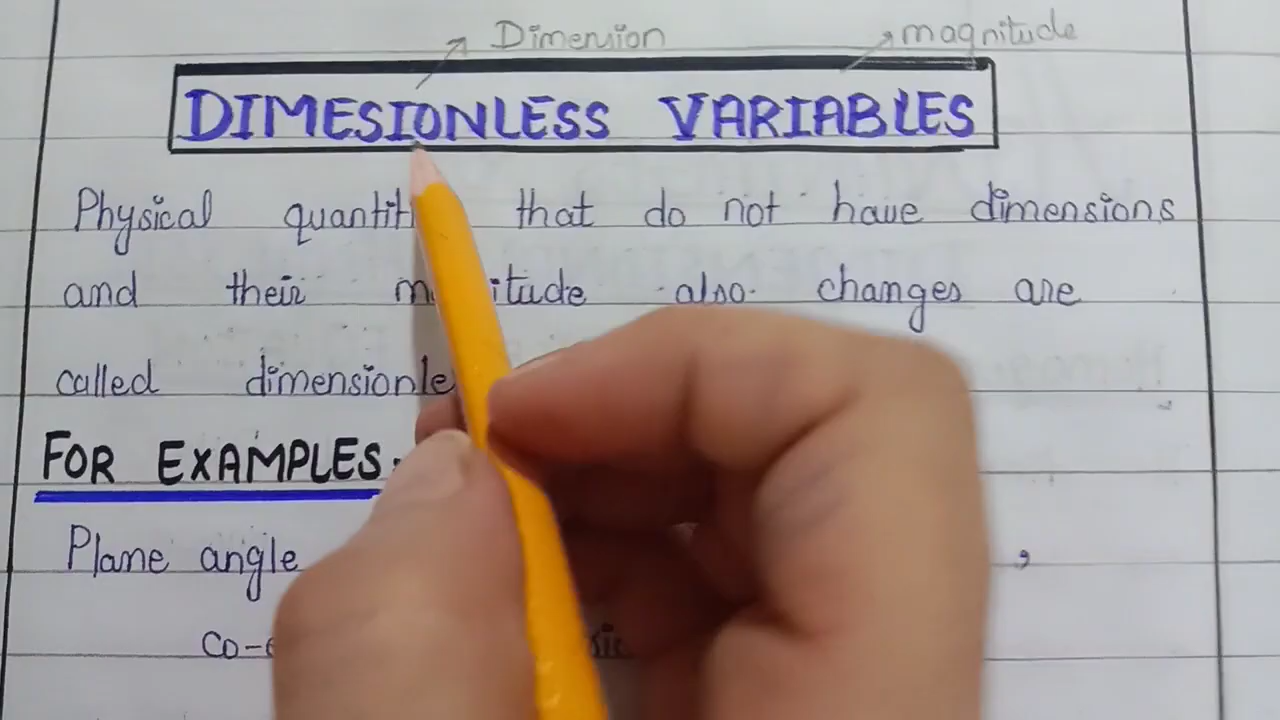 Dimension magnitude
DIMESIONLESS VARIABLES
Physical that do not have dimensions
and their also changes are
called
FOR EXAMPLES
Plane angle ,